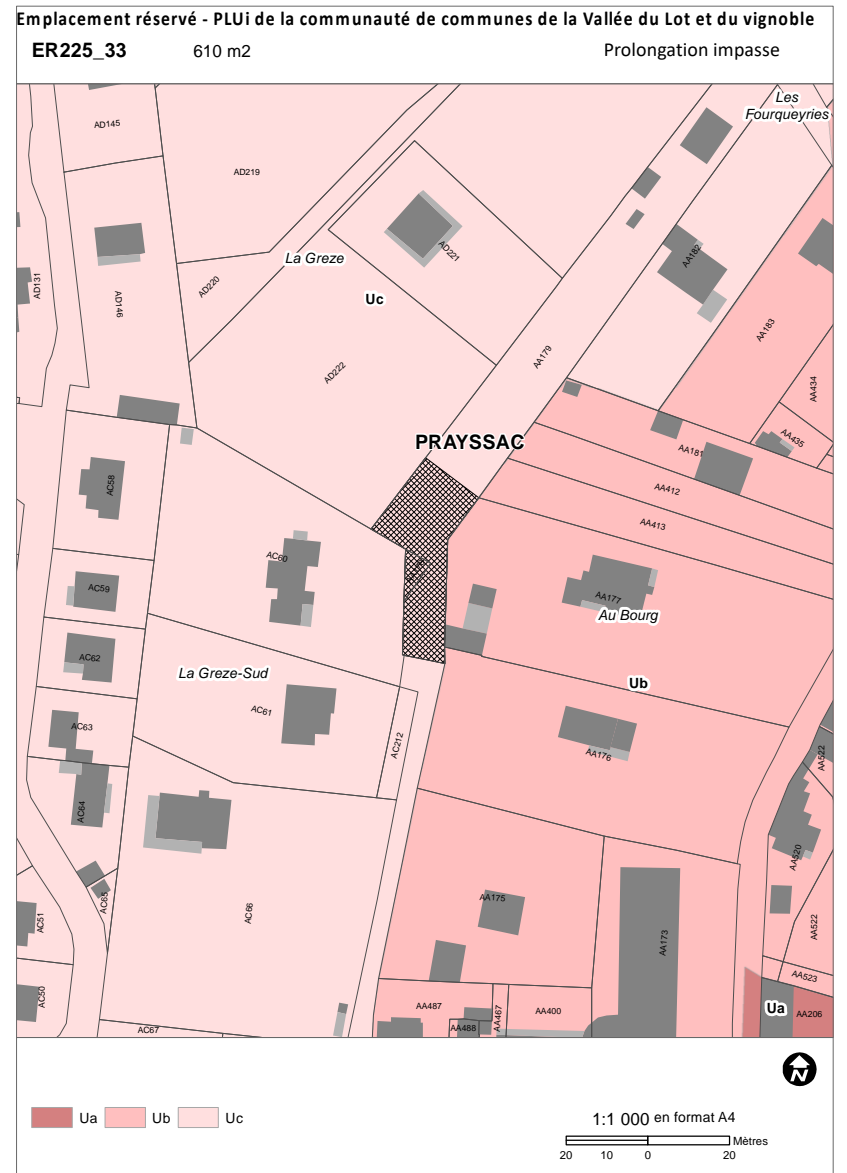 Emplacement réservé - PLUi de la communauté de communes de la Vallée du Lot et du vignoble
ER225_33 610 m2 Prolongation impasse
Les
Fourqueyries
AD145
AD219
AD221
AA182
La Greze
AD131
AD220
AD146
Uc
AA183
AA179
AD222
AA434
PRAYSSAC
AA435
AA181
AC58
AA412
AA413
AC60
AC59
AA177
Au Bourg
AC62
La Greze-Sud
Ub
AC61
AC63
AC212
AA176
AA522
AC64
AA520
AC65
AA175
AC66
AC51
AA173
AA522
AA523
AC50
AA487
AA467
AA400
Ua
AA206
AA488
AC67
N
Ua Ub Uc
1:1 000 en format A4
Mètres
20 10 0 20